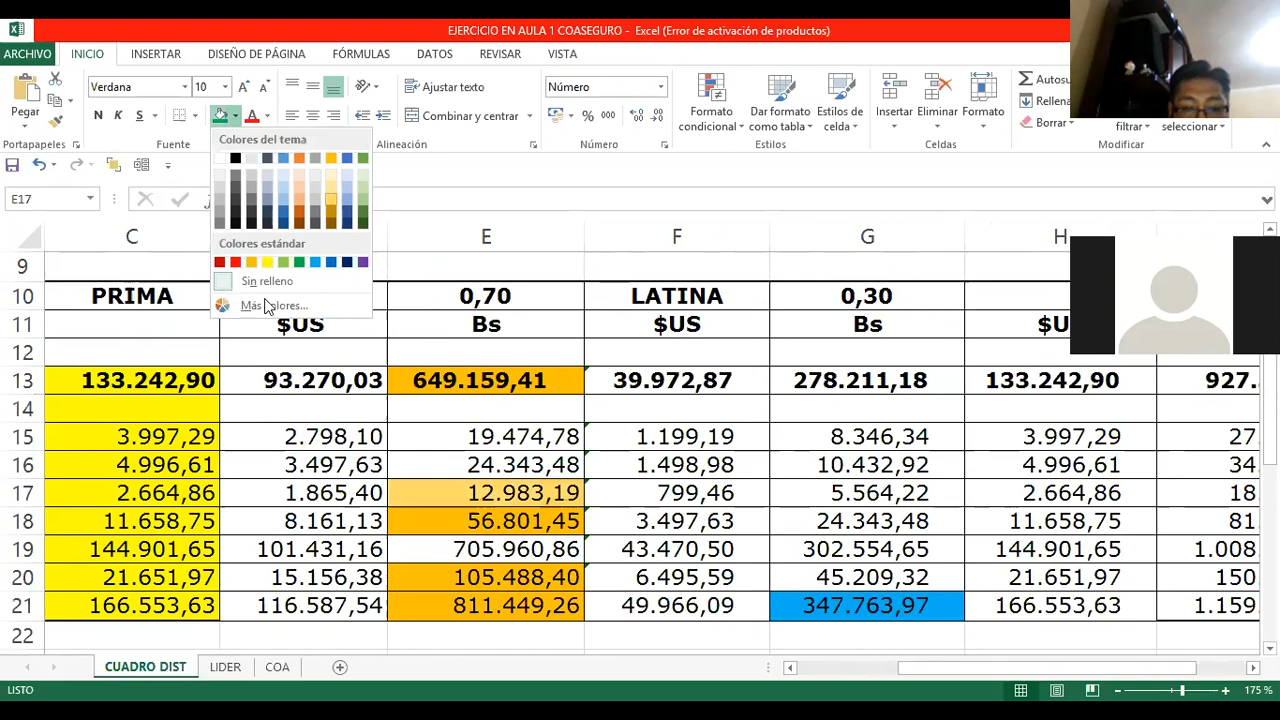 EJERCICIO EN AULA 1 COASEGURO - Excel (Error de activación de productos)
ARCHIVO INICIO INSERTAR DISEÑO DE PÁGINA FÓRMULAS DATOS REVISAR VISTA
Verdana 10 A A Ajustar texto Número Autosu
Pegar N K S A Combinar y centrar % 000 Formato condicional Dar formato como tabla Estilos de celda Insertar Eliminar Formato Rellena
Borrar filtrar seleccionar
Portapapeles Fuente Alineación Número Estilos Celdas Modificar
Colores del tema
E17
Colores estándar
Sin relleno
Más colores...
C E F G H
9
10 PRIMA 0,70 LATINA 0,30
11 $US Bs $US Bs $U
12
13 133.242,90 93.270,03 649.159,41 39.972,87 278.211,18 133.242,90 927.
14
15 3.997,29 2.798,10 19.474,78 1.199,19 8.346,34 3.997,29 27
16 4.996,61 3.497,63 24.343,48 1.498,98 10.432,92 4.996,61 34
17 2.664,86 1.865,40 12.983,19 799,46 5.564,22 2.664,86 18
18 11.658,75 8.161,13 56.801,45 3.497,63 24.343,48 11.658,75 81
19 144.901,65 101.431,16 705.960,86 43.470,50 302.554,65 144.901,65 1.008
20 21.651,97 15.156,38 105.488,40 6.495,59 45.209,32 21.651,97 150
21 166.553,63 116.587,54 811.449,26 49.966,09 347.763,97 166.553,63 1.159
22
CUADRO DIST LIDER COA
LISTO 175 %